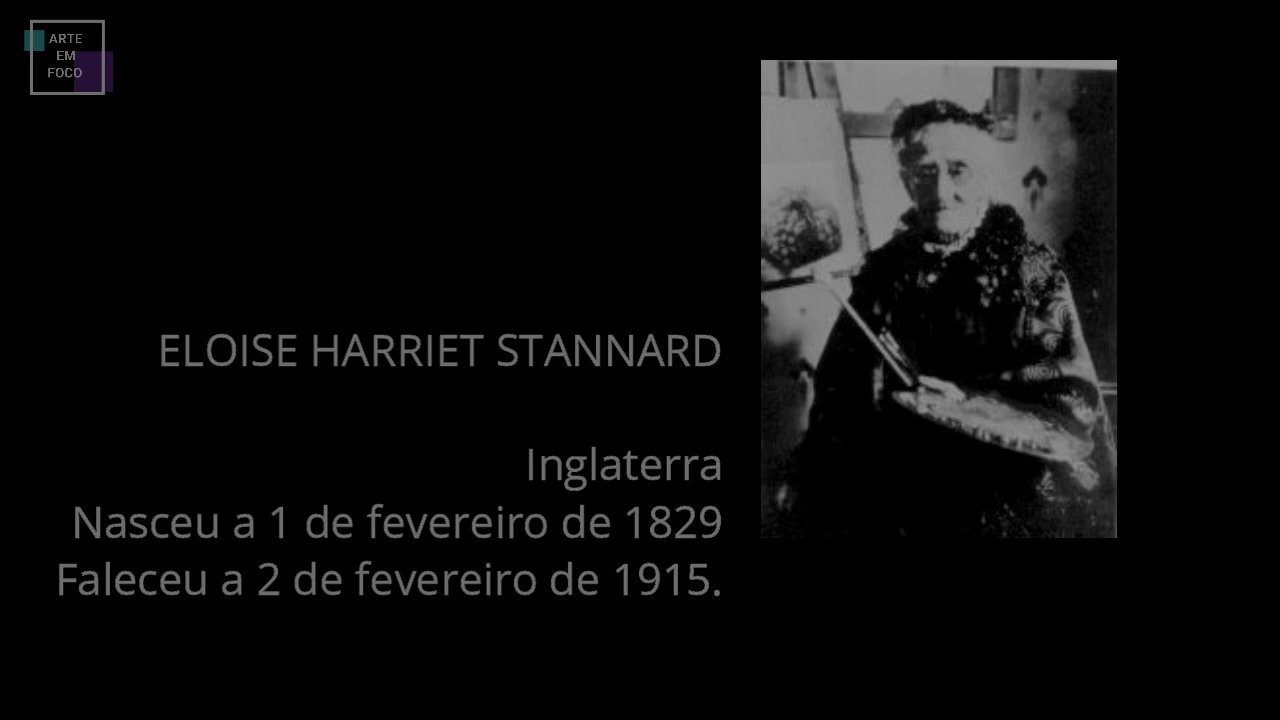 ARTE
EM
FOCO
ELOISE HARRIET STANNARD
Inglaterra
Nasceu a 1 de fevereiro de 1829
Faleceu a 2 de fevereiro de 1915.